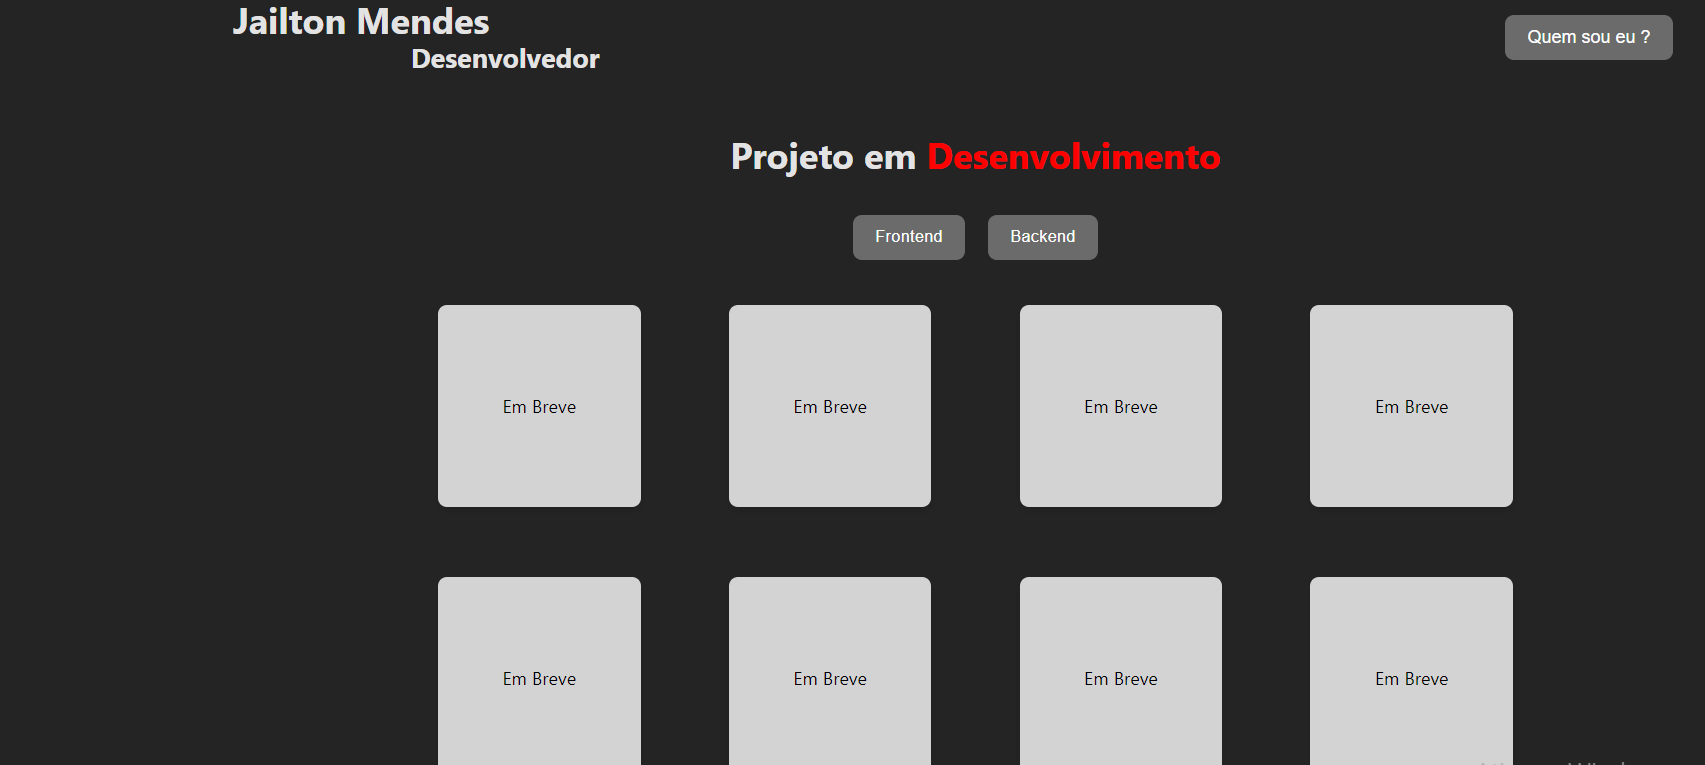 Jailton Mendes
Desenvolvedor
Quem sou eu ?
Projeto em Desenvolvimento
Frontend Backend
Em Breve Em Breve Em Breve Em Breve
Em Breve Em Breve Em Breve Em Breve